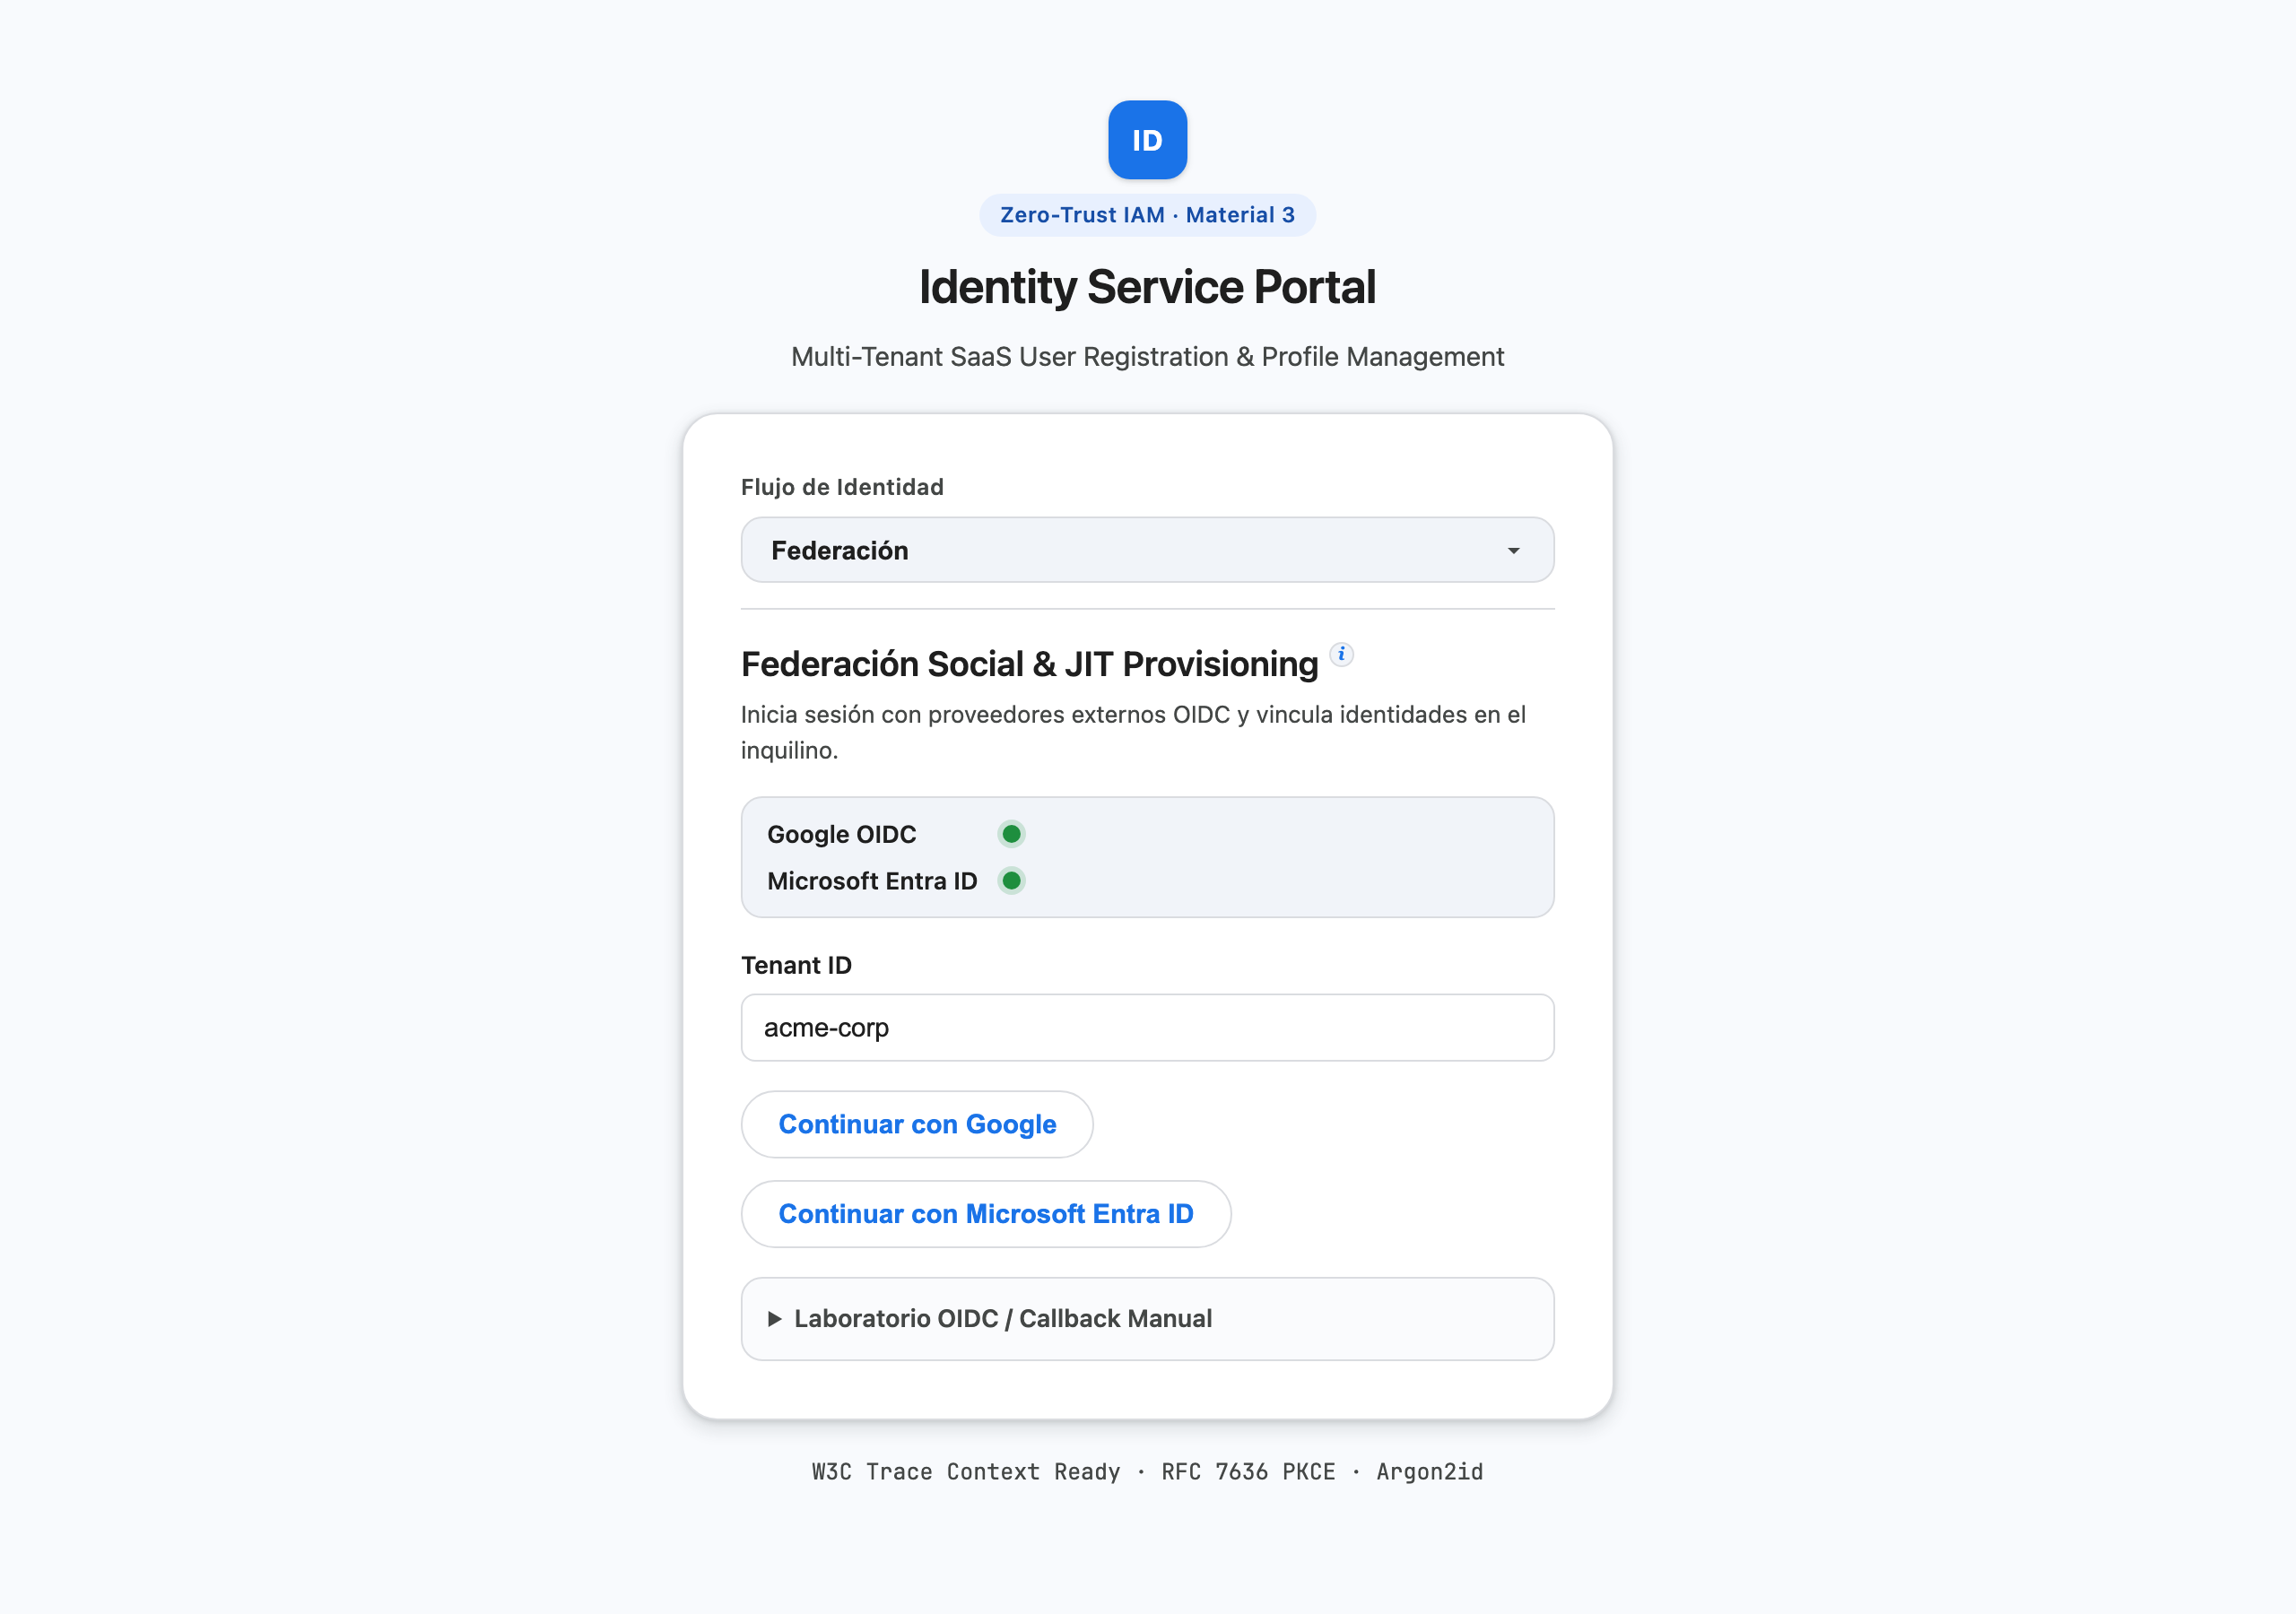 ID
Zero-Trust IAM · Material 3
Identity Service Portal
Multi-Tenant SaaS User Registration & Profile Management
Flujo de Identidad
Federación
Federación Social & JIT Provisioning i
Inicia sesión con proveedores externos OIDC y vincula identidades en el
inquilino.
Google OIDC
Microsoft Entra ID
Tenant ID
acme-corp
Continuar con Google
Continuar con Microsoft Entra ID
Laboratorio OIDC / Callback Manual
W3C Trace Context Ready · RFC 7636 PKCE · Argon2id